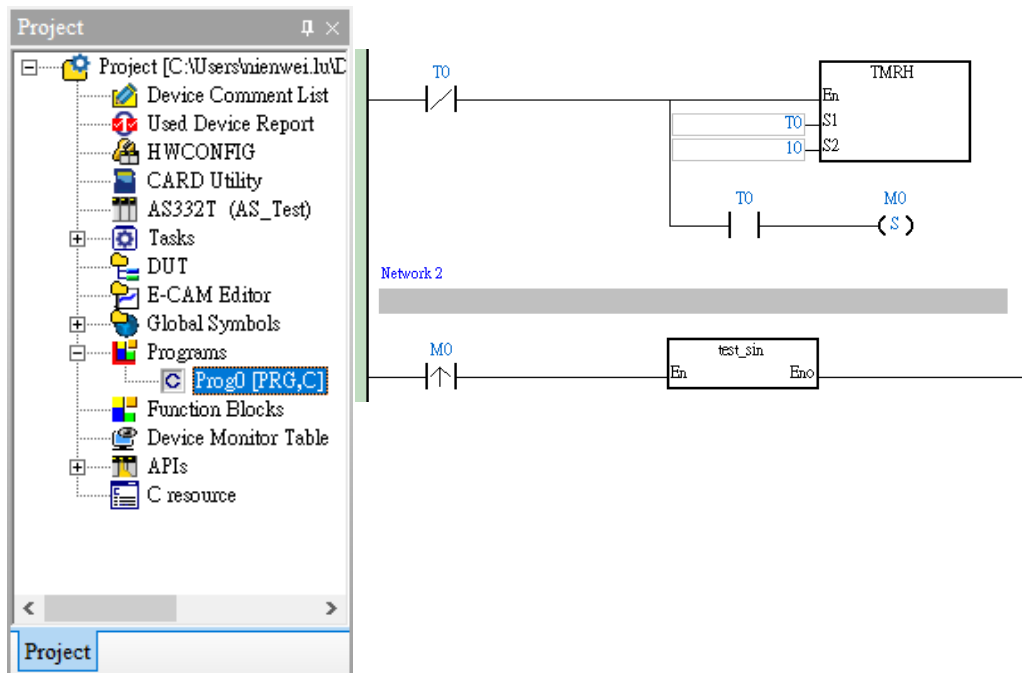 Project
Project [C:\Users\nienwei.lu\D
Device Comment List
Used Device Report
HWCONFIG
CARD Utility
AS332T (AS_Test)
Tasks
DUT
E-CAM Editor
Global Symbols
Programs
C Prog0 [PRG,C]
Function Blocks
Device Monitor Table
APIs
C resource
Project
T0
TMRH
En
T0 S1
10 S2
T0 M0
S
Network 2
M0
test_sin
En Eno